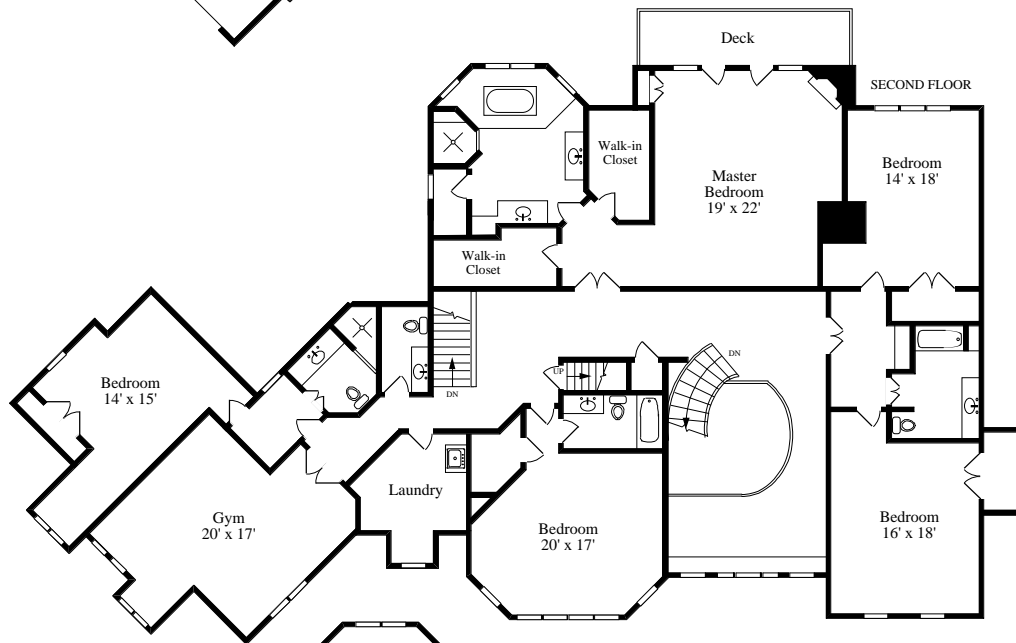 Deck
SECOND FLOOR
Walk-in
Closet
Master
Bedroom
19' x 22'
Bedroom
14' x 18'
Walk-in
Closet
Bedroom
14' x 15'
DN
UP
DN
Laundry
Gym
20' x 17'
Bedroom
20' x 17'
Bedroom
16' x 18'